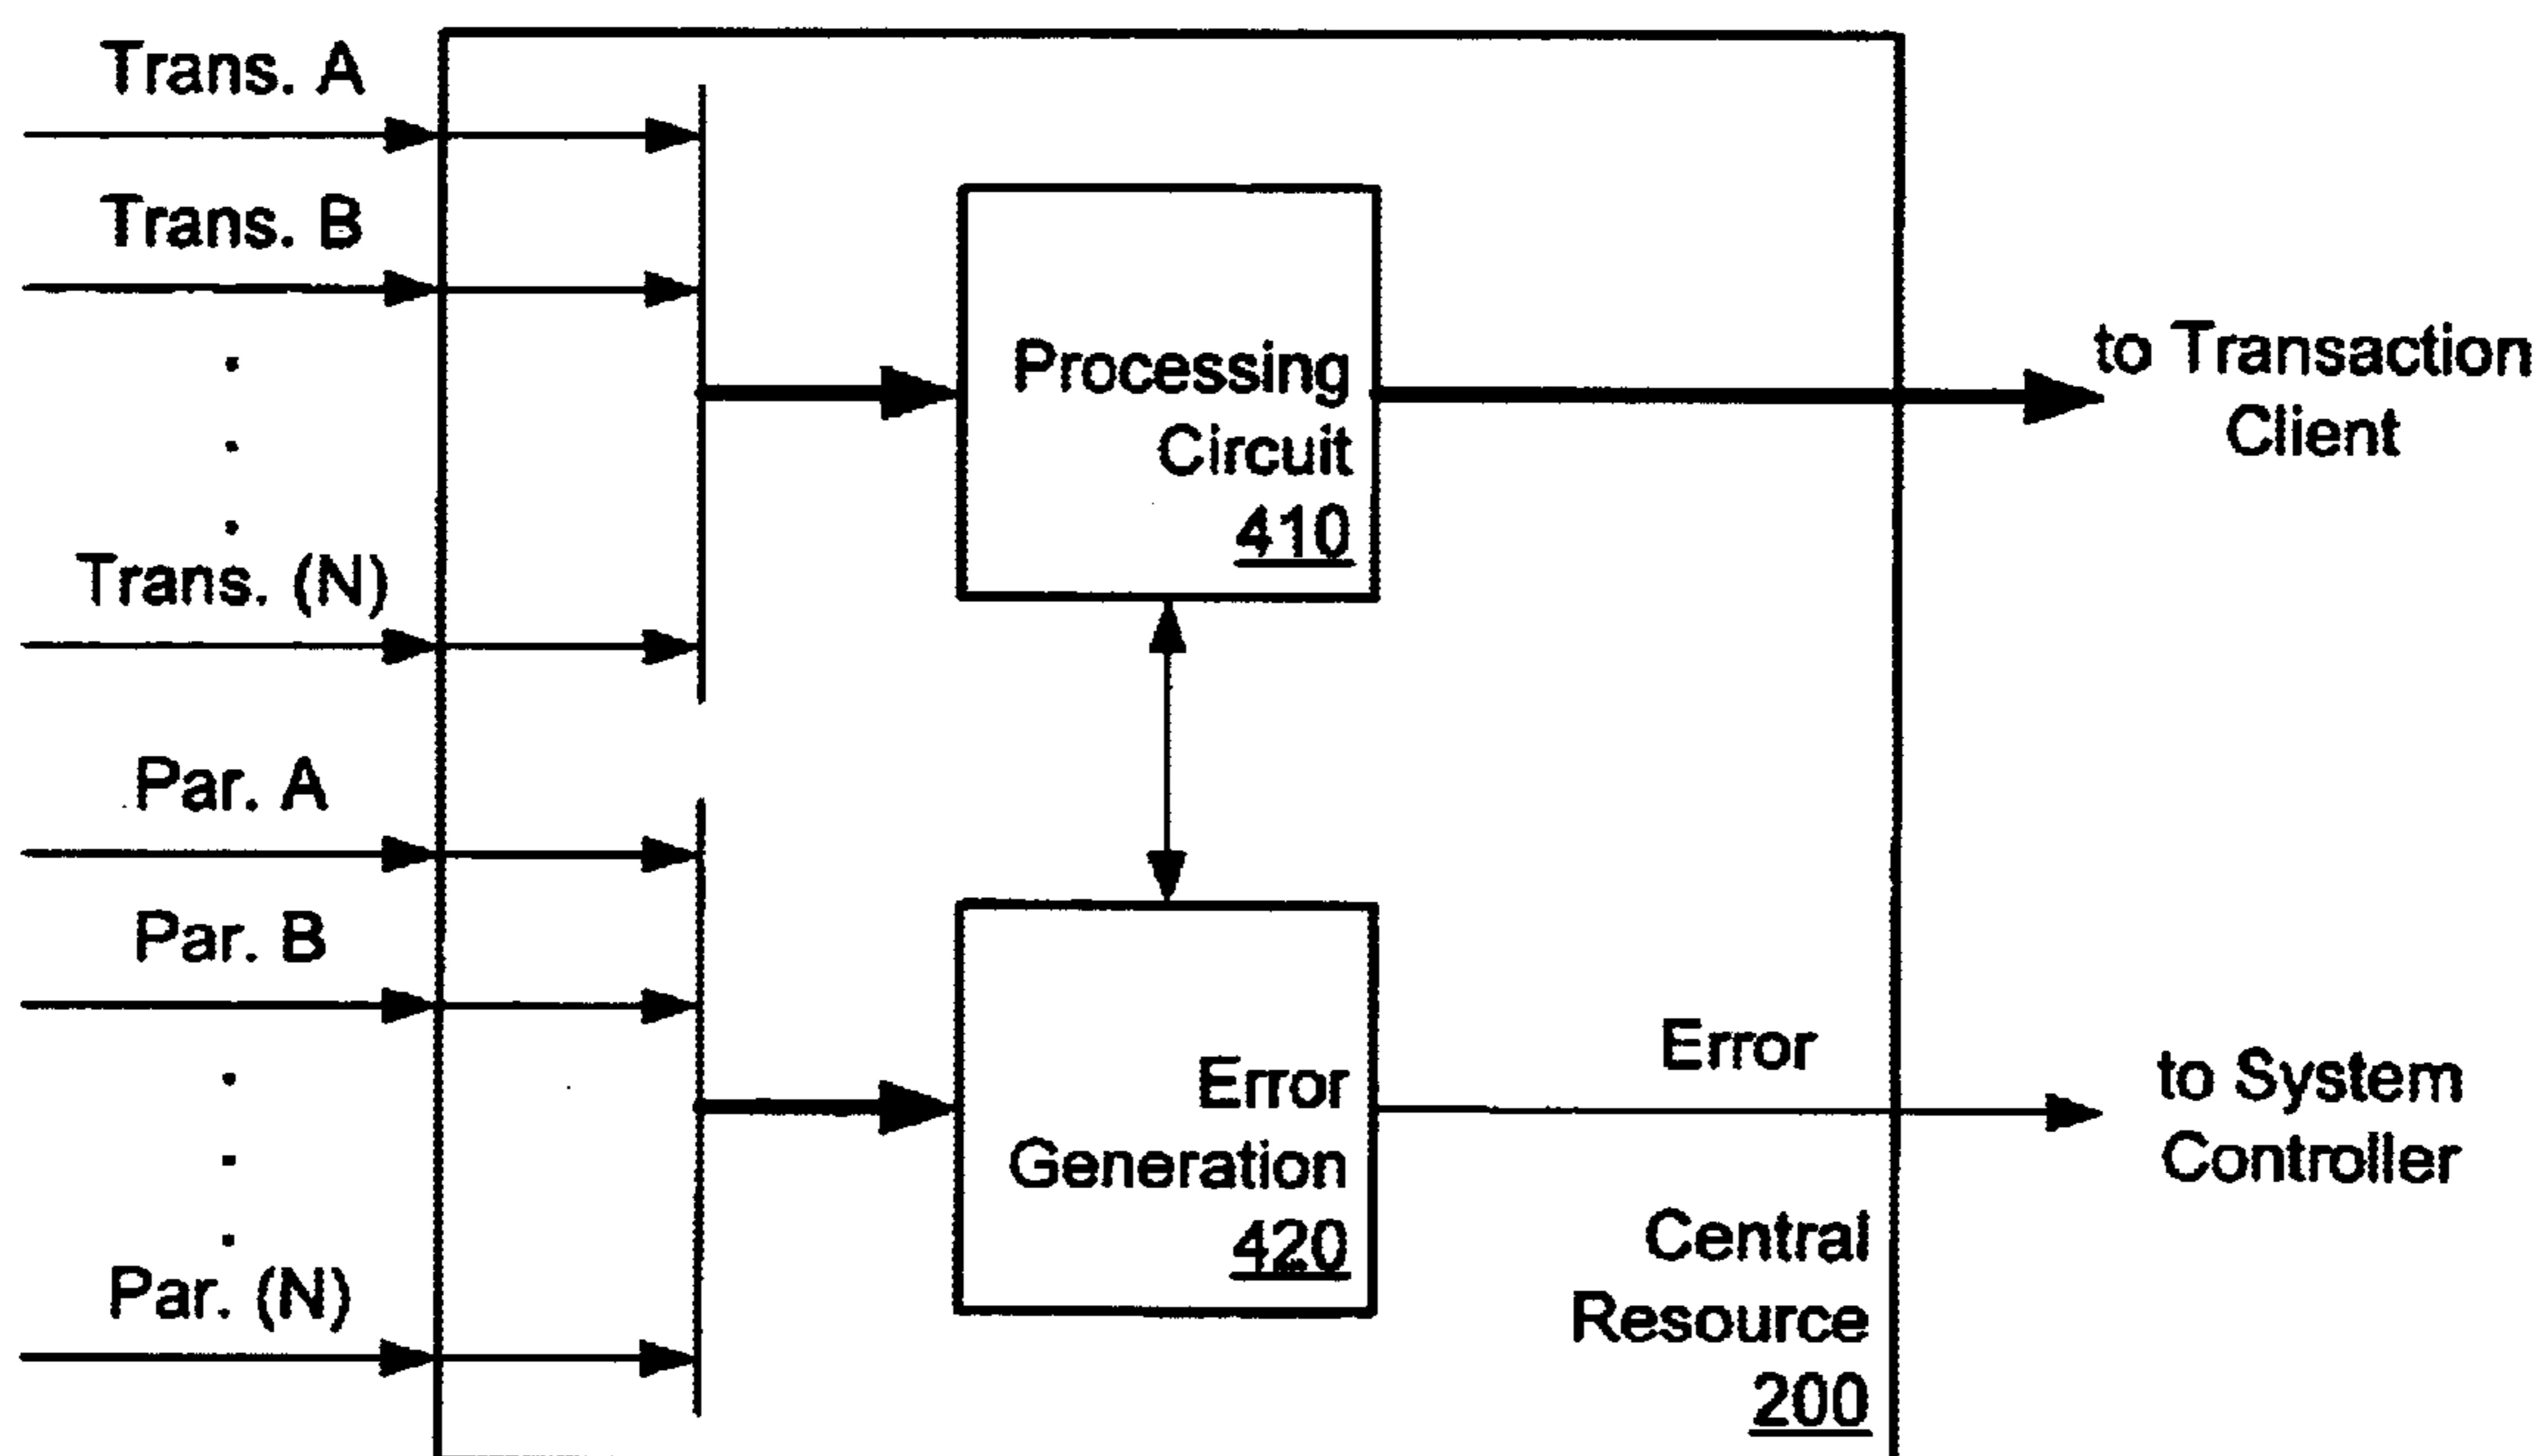 Trans. A
Trans. B
Trans. (N)
Processing
Circuit
410
to Transaction
Client
Par. A
Par. B
Par. (N)
Error
Generation
420
Error
to System
Controller
Central
Resource
200